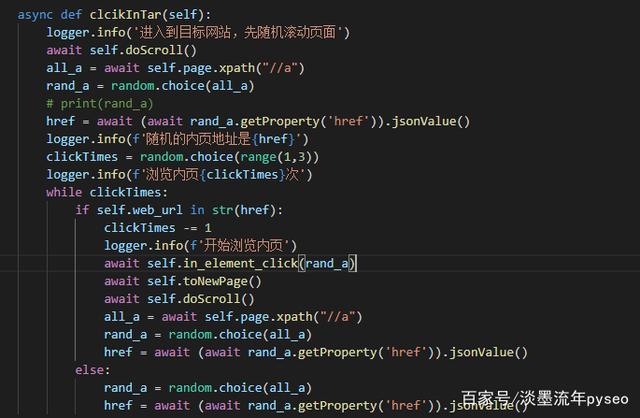 async def clcikInTar(self):
    logger.info('进入到目标网站，先随机滚动页面')
    await self.doScroll()
    all_a = await self.page.xpath("//a")
    rand_a = random.choice(all_a)
    # print(rand_a)
    href = await (await rand_a.getProperty('href')).jsonValue()
    logger.info(f'随机的内页地址是{href}')
    clickTimes = random.choice(range(1,3))
    logger.info(f'浏览内页{clickTimes}次')
    while clickTimes:
        if self.web_url in str(href):
            clickTimes -= 1
            logger.info(f'开始浏览内页')
            await self.in_element_click(rand_a)
            await self.toNewPage()
            await self.doScroll()
            all_a = await self.page.xpath("//a")
            rand_a = random.choice(all_a)
            href = await (await rand_a.getProperty('href')).jsonValue()
        else:
            rand_a = random.choice(all_a)
            href = await (await rand_a.getProperty('href')).jsonValue()
百家号/淡墨流年pyseo